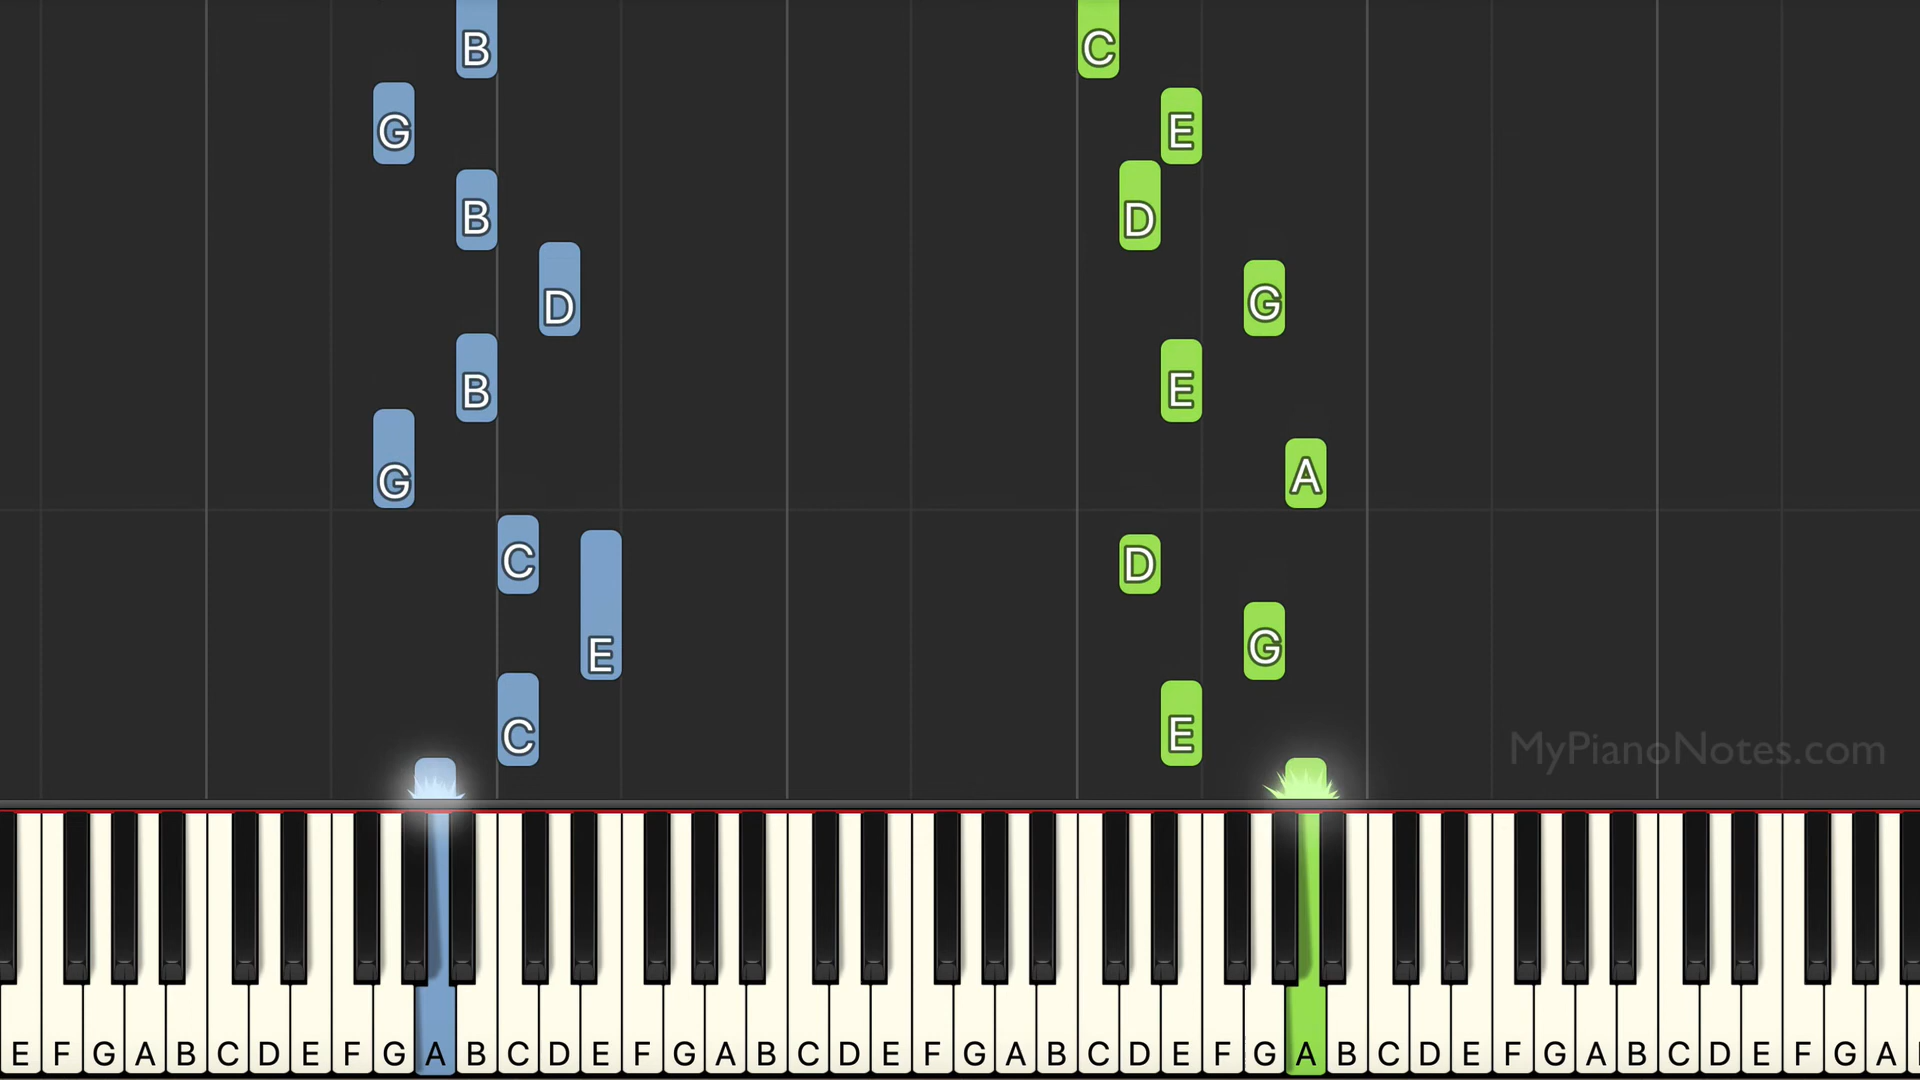 B C
G E
B D
D G
B E
G A
C D
E G
C E
MyPianoNotes.com
E F G A B C D E F G A B C D E F G A B C D E F G A B C D E F G A B C D E F G A B C D E F G A